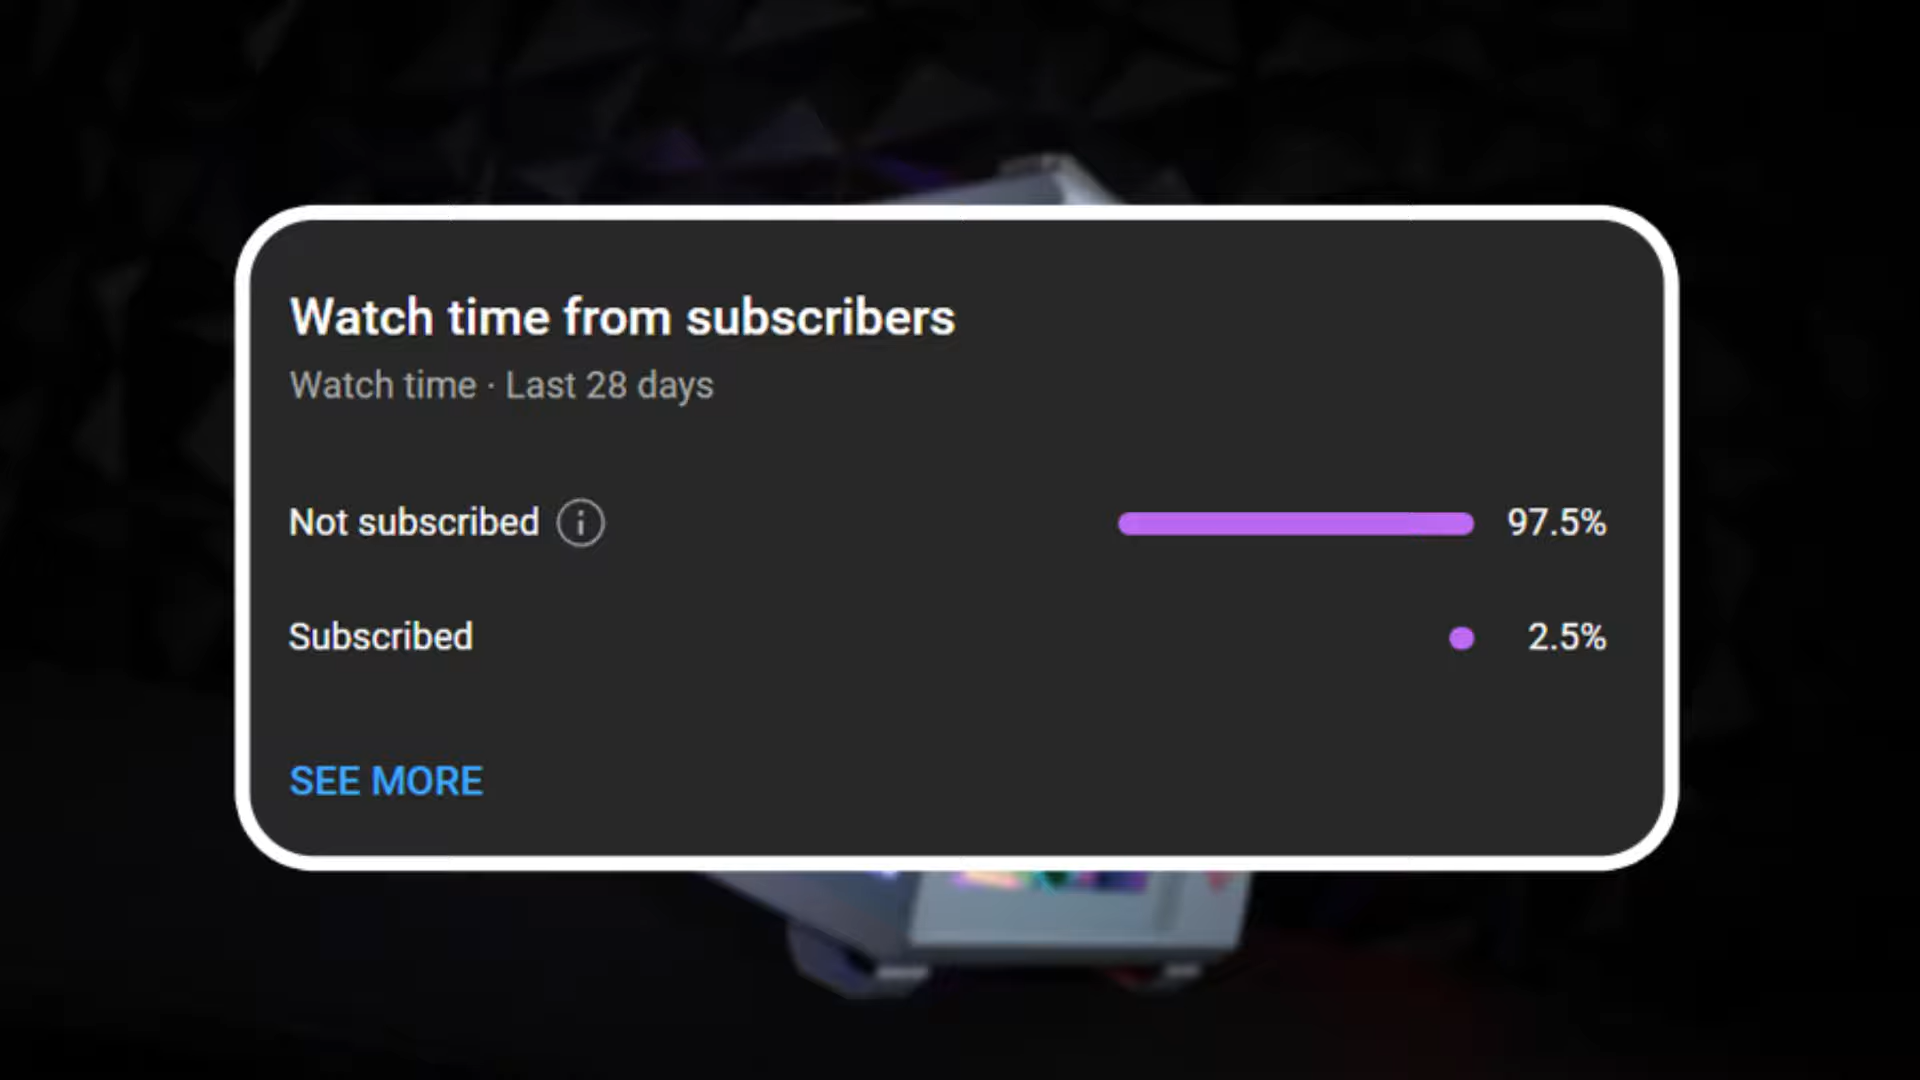 Watch time from subscribers
Watch time · Last 28 days
Not subscribed 97.5%
Subscribed 2.5%
SEE MORE